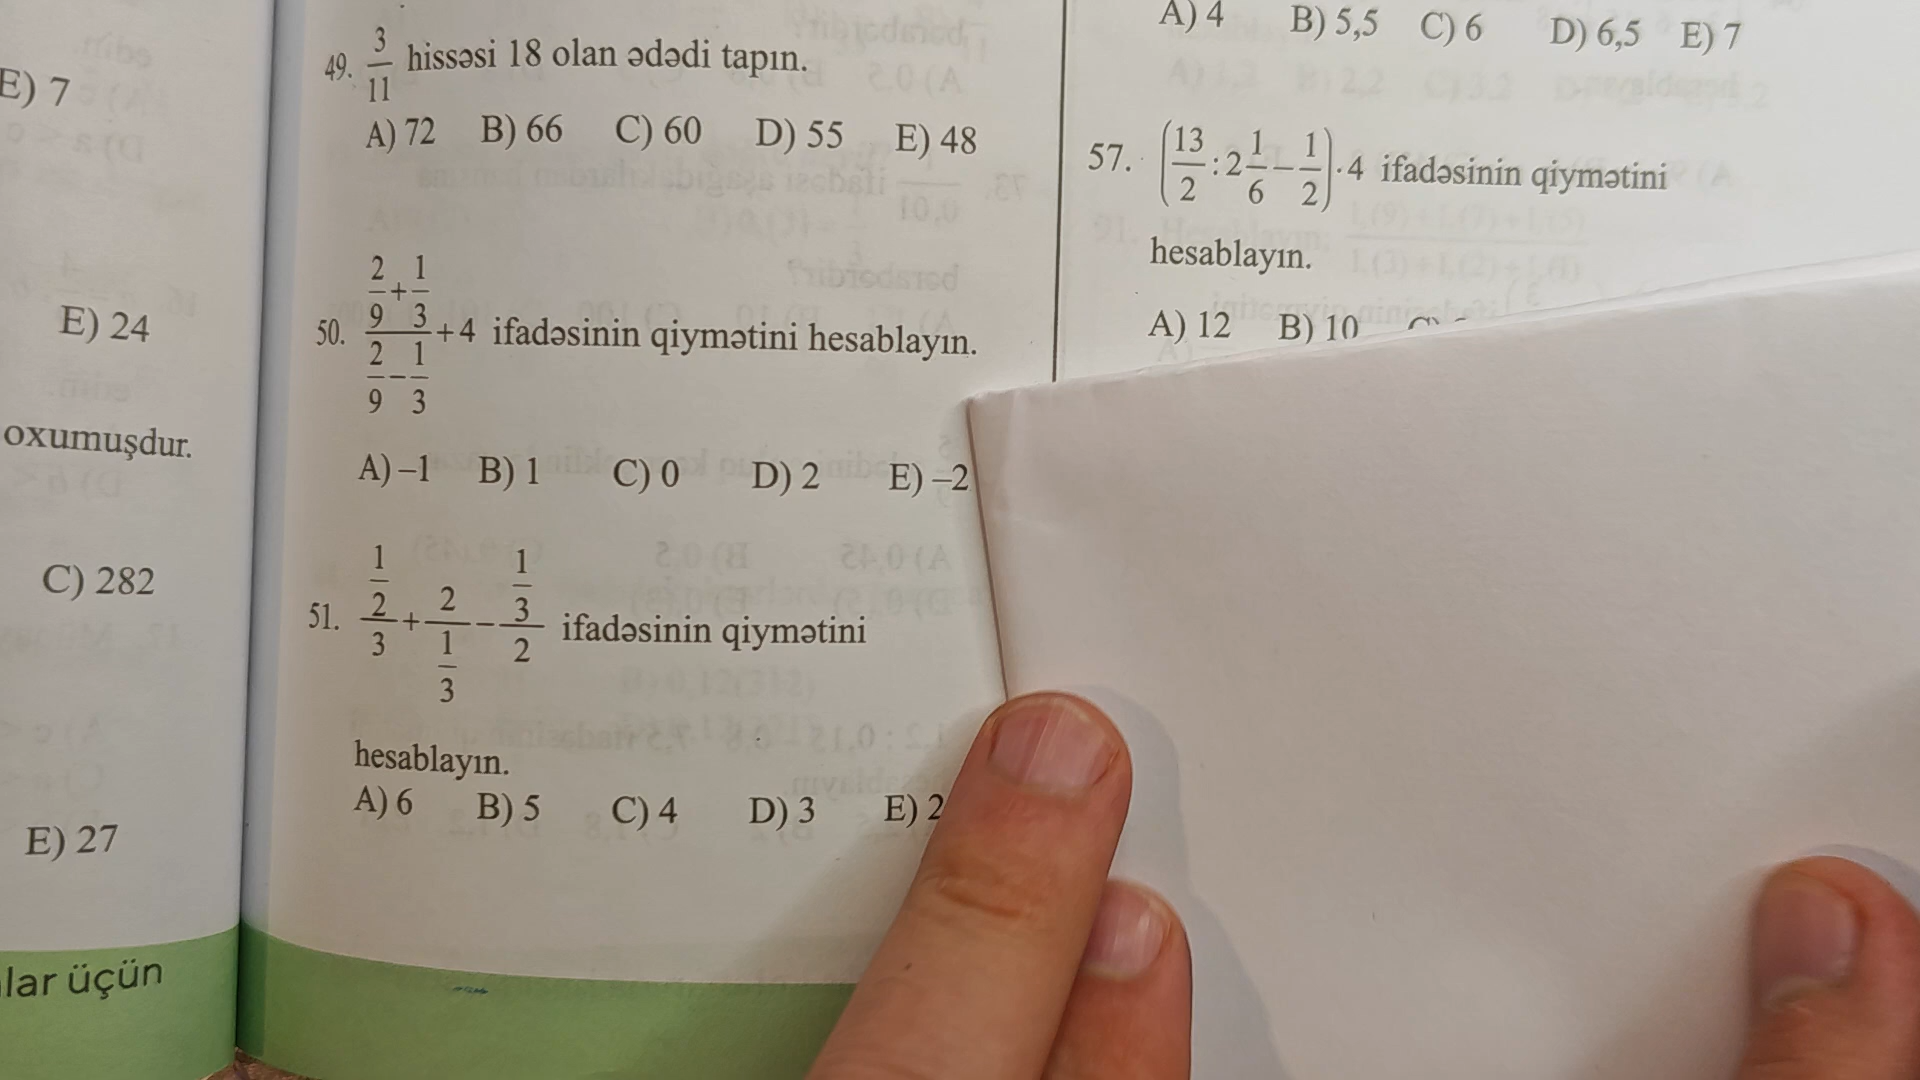 E) 7
E) 24
oxumuşdur.
C) 282
E) 27
lar üçün
49. 3/11 hissəsi 18 olan ədədi tapın.
A) 72 B) 66 C) 60 D) 55 E) 48
50. (2/9 + 1/3)/(2/9 − 1/3) + 4 ifadəsinin qiymətini hesablayın.
A) −1 B) 1 C) 0 D) 2 E) −2
51. (1/2)/3 + 2/(1/3) − (1/3)/2 ifadəsinin qiymətini
hesablayın.
A) 6 B) 5 C) 4 D) 3 E) 2
A) 4 B) 5,5 C) 6 D) 6,5 E) 7
57. (13/2 : 2 1/6 − 1/2) · 4 ifadəsinin qiymətini
hesablayın.
A) 12 B) 10